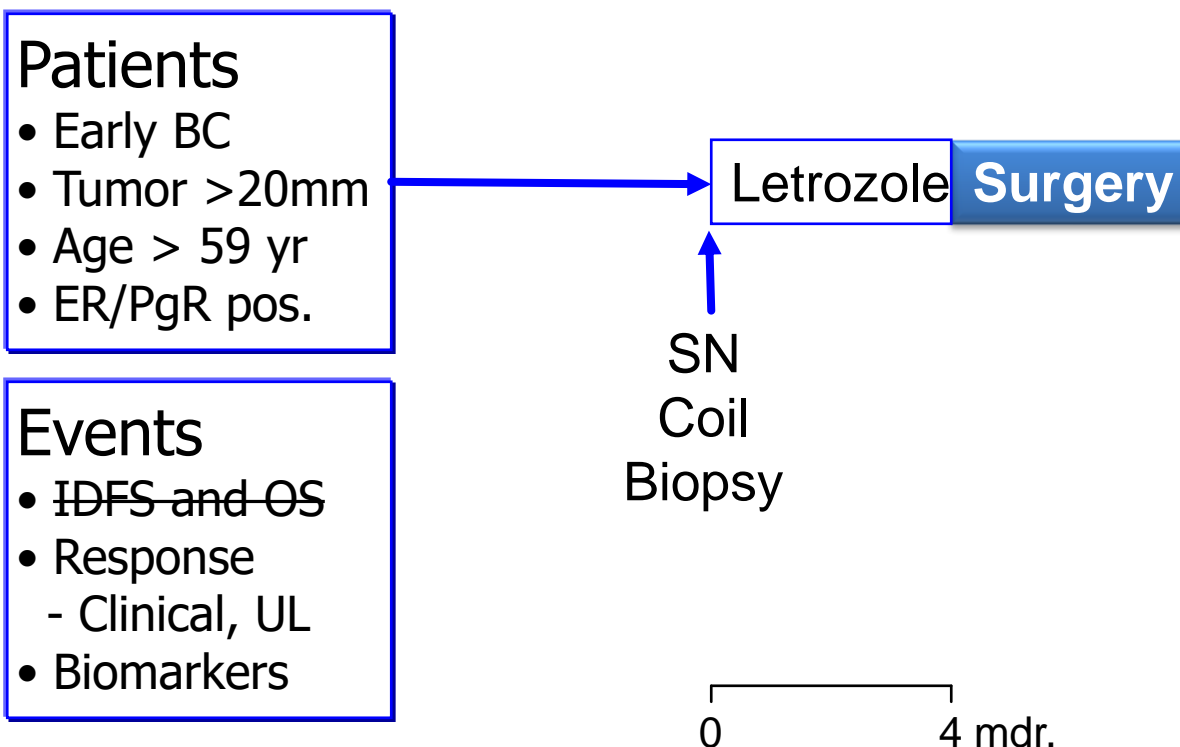 Patients
• Early BC
• Tumor >20mm
• Age > 59 yr
• ER/PgR pos.
Events
• IDFS and OS
• Response
- Clinical, UL
• Biomarkers
Letrozole
Surgery
SN
Coil
Biopsy
0
4 mdr.